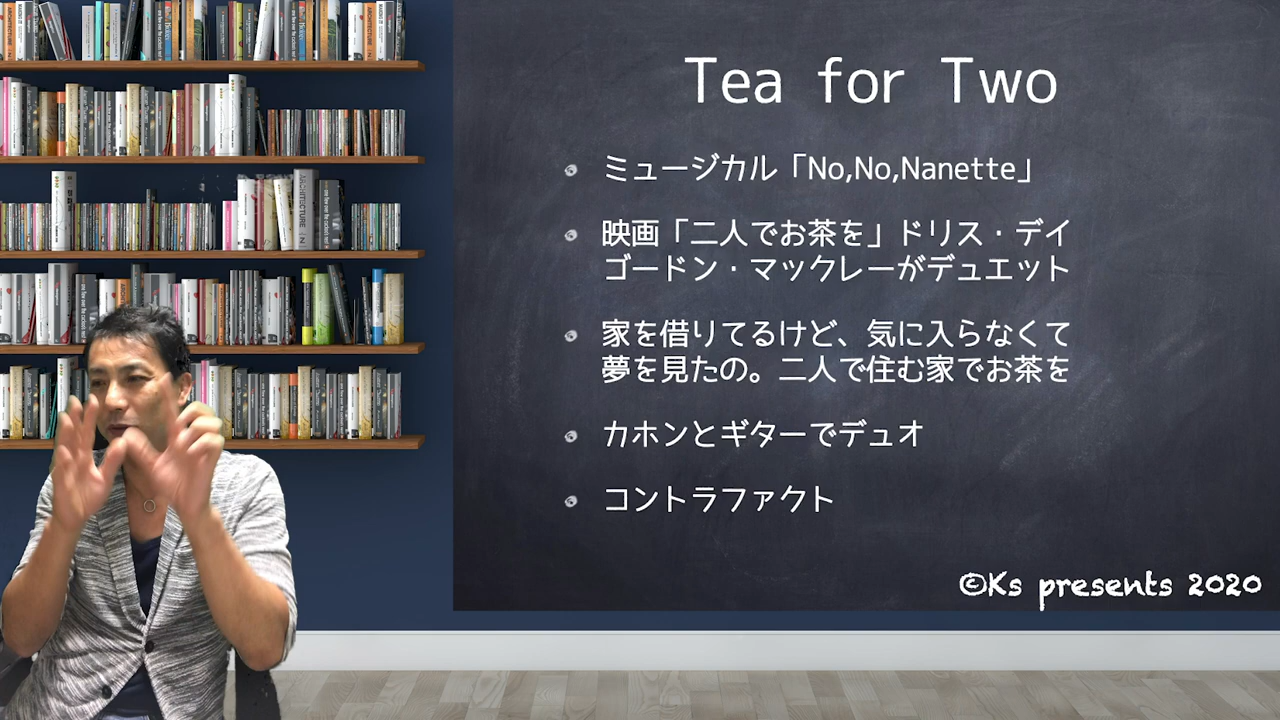 Tea for Two
ミュージカル「No,No,Nanette」
映画「二人でお茶を」ドリス・デイ
ゴードン・マックレーがデュエット
家を借りてるけど、気に入らなくて
夢を見たの。二人で住む家でお茶を
カホンとギターでデュオ
コントラファクト
©Ks presents 2020
ARCHITECTURE